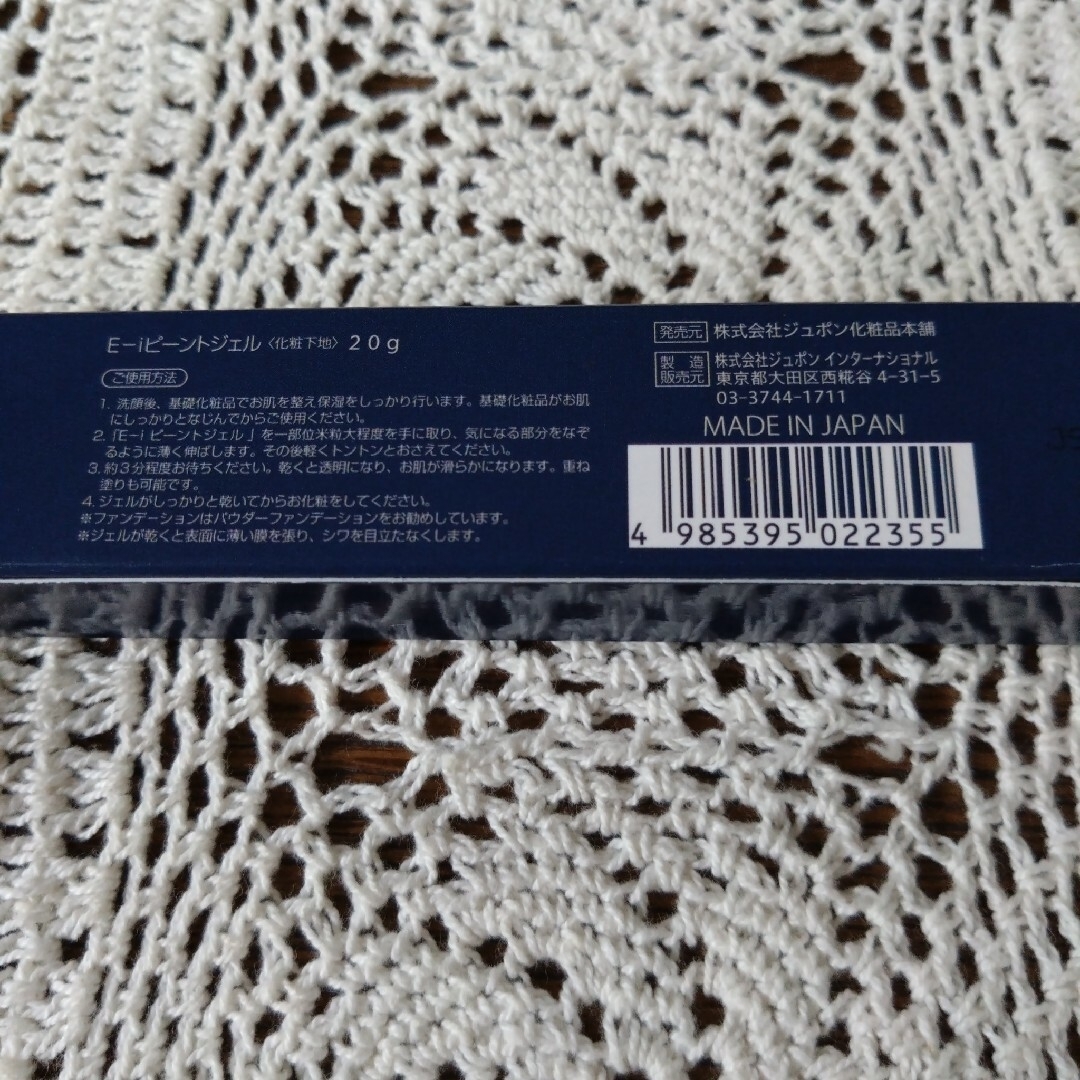 E−iピーントジェル〈化粧下地〉20g
ご使用方法
1. 洗顔後、基礎化粧品でお肌を整え保湿をしっかり行います。基礎化粧品がお肌
にしっかりとなじんでからご使用ください。
2.「E−i ピーントジェル」を一部位米粒大程度を手に取り、気になる部分をなぞ
るように薄く伸ばします。その後軽くトントンとおさえてください。
3. 約3分程度お待ちください。乾くと透明になり、お肌が滑らかになります。重ね
塗りも可能です。
4. ジェルがしっかりと乾いてからお化粧をしてください。
※ファンデーションはパウダーファンデーションをお勧めしています。
※ジェルが乾くと表面に薄い膜を張り、シワを目立たなくします。
発売元 株式会社ジュポン化粧品本舗
製造販売元 株式会社ジュポン インターナショナル
東京都大田区西糀谷 4-31-5
03-3744-1711
MADE IN JAPAN
4 985395 022355